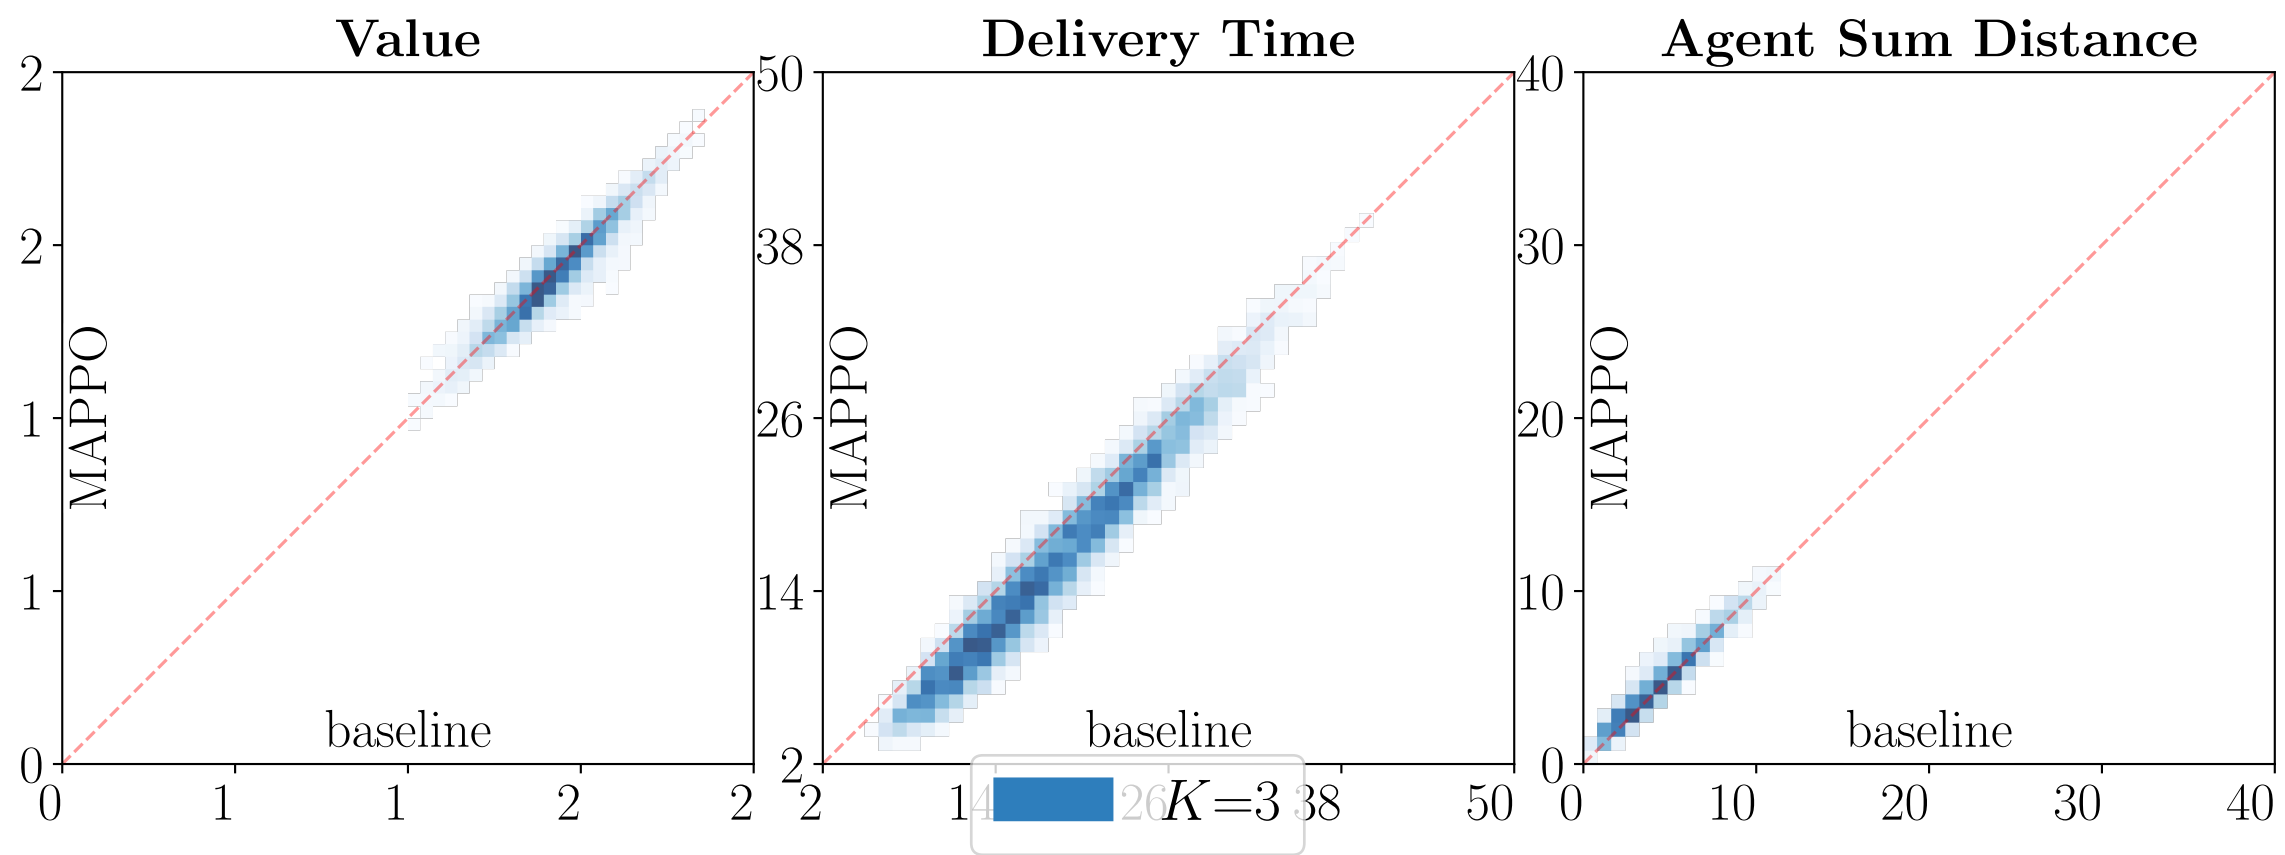 Value
2
2
1
1
0
MAPPO
baseline
0 1 1 2 2
Delivery Time
50
38
26
14
2
MAPPO
baseline
2 14 26 38 50
Agent Sum Distance
40
30
20
10
0
MAPPO
baseline
0 10 20 30 40
K=3